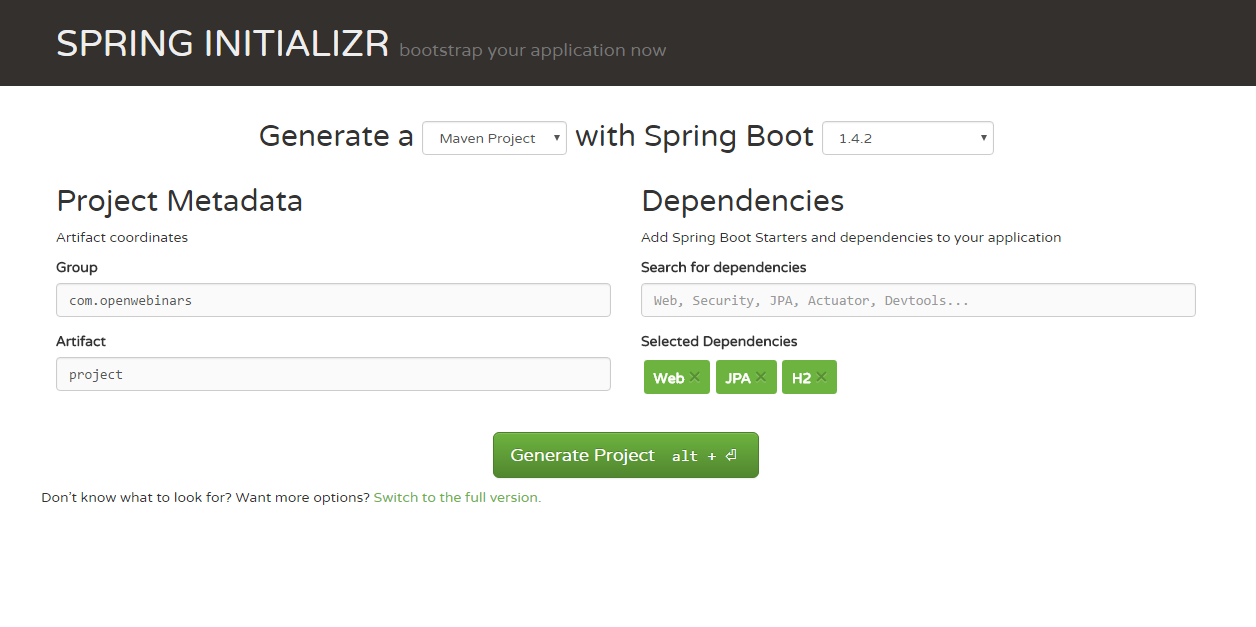 SPRING INITIALIZR bootstrap your application now
Generate a Maven Project with Spring Boot 1.4.2
Project Metadata
Artifact coordinates
Group
com.openwebinars
Artifact
project
Dependencies
Add Spring Boot Starters and dependencies to your application
Search for dependencies
Web, Security, JPA, Actuator, Devtools...
Selected Dependencies
Web × JPA × H2 ×
Generate Project alt + ⏎
Don't know what to look for? Want more options? Switch to the full version.